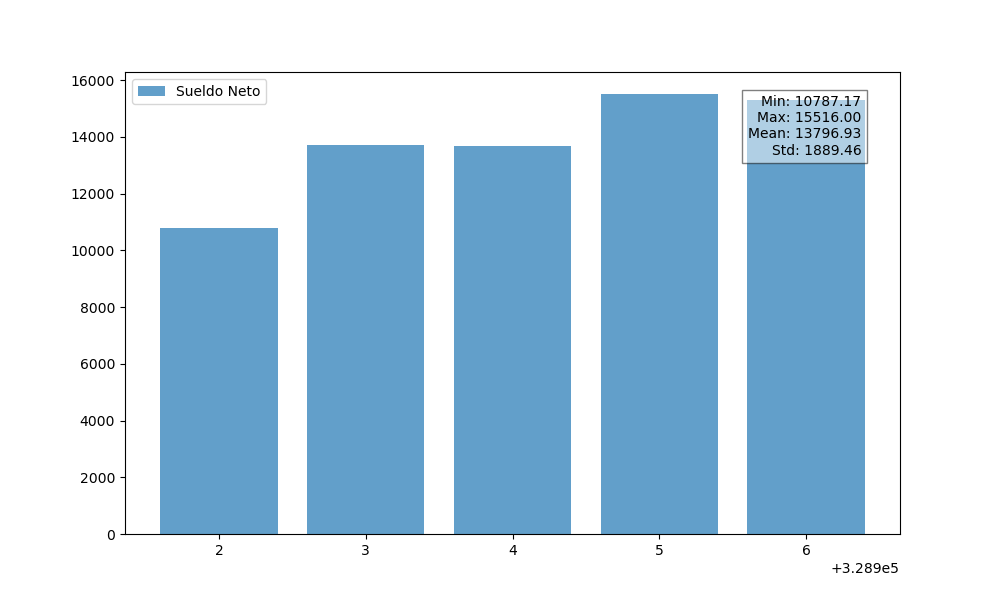 16000
14000
12000
10000
8000
6000
4000
2000
0
Sueldo Neto
Min: 10787.17
Max: 15516.00
Mean: 13796.93
Std: 1889.46
2 3 4 5 6
+3.289e5